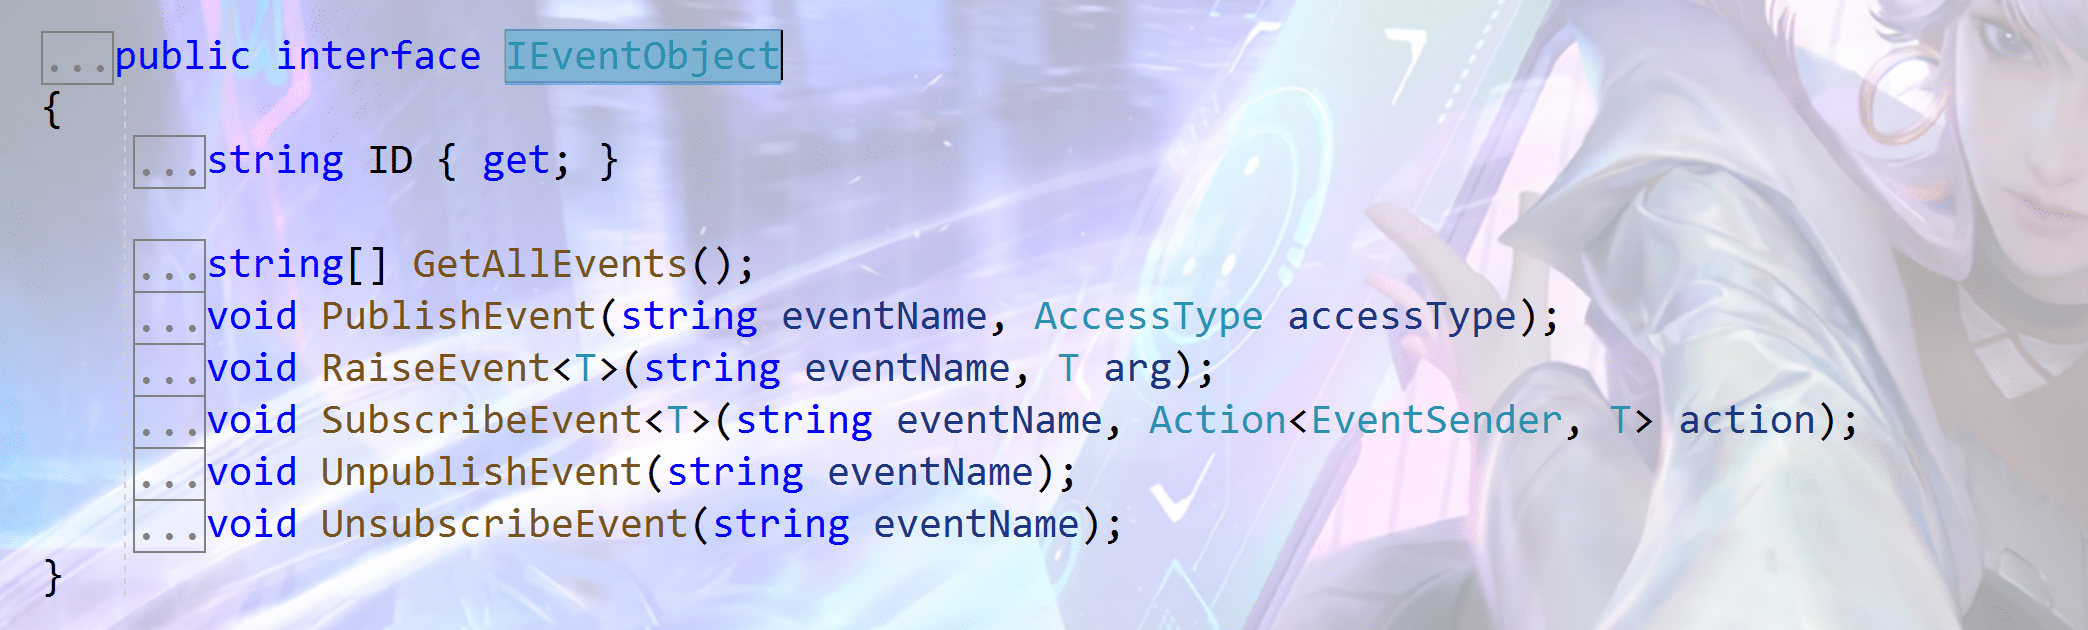 ...public interface IEventObject
{
...string ID { get; }
...string[] GetAllEvents();
...void PublishEvent(string eventName, AccessType accessType);
...void RaiseEvent<T>(string eventName, T arg);
...void SubscribeEvent<T>(string eventName, Action<EventSender, T> action);
...void UnpublishEvent(string eventName);
...void UnsubscribeEvent(string eventName);
}